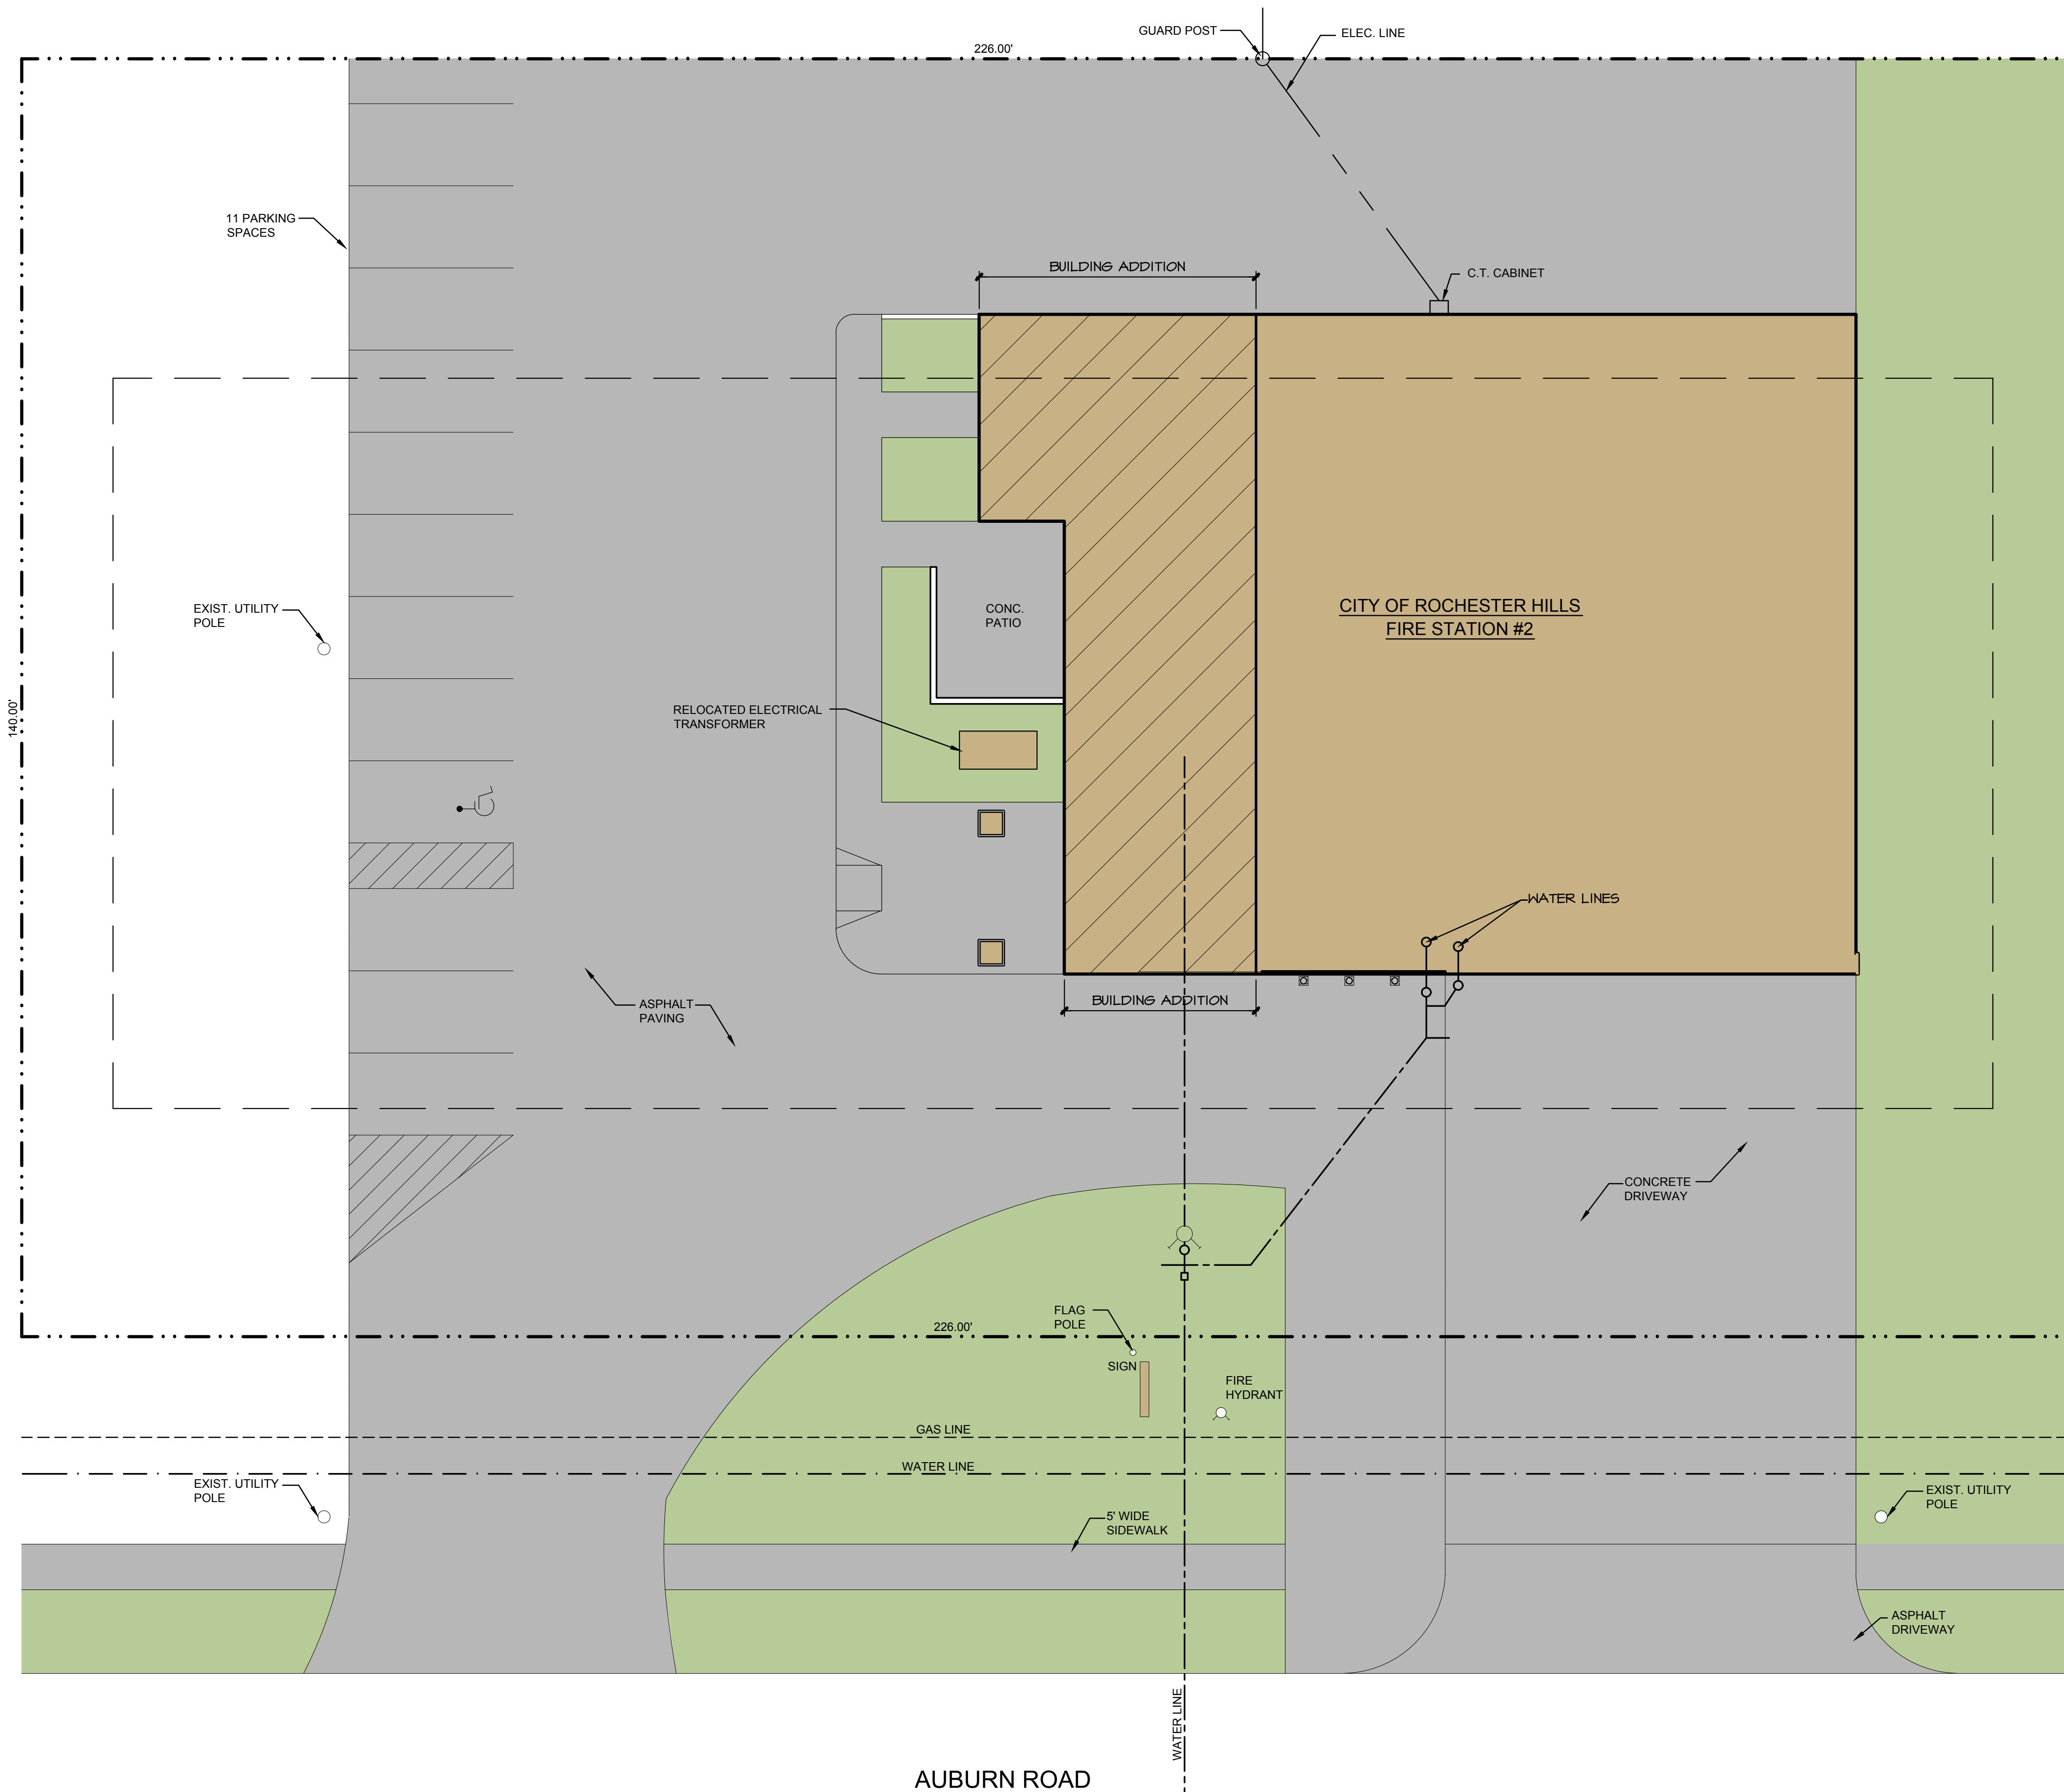 GUARD POST
ELEC. LINE
226.00'
11 PARKING
SPACES
BUILDING ADDITION
C.T. CABINET
EXIST. UTILITY
POLE
CONC.
PATIO
CITY OF ROCHESTER HILLS
FIRE STATION #2
140.00'
RELOCATED ELECTRICAL
TRANSFORMER
WATER LINES
ASPHALT
PAVING
BUILDING ADDITION
CONCRETE
DRIVEWAY
FLAG
POLE
226.00'
SIGN
FIRE
HYDRANT
GAS LINE
WATER LINE
EXIST. UTILITY
POLE
EXIST. UTILITY
POLE
5' WIDE
SIDEWALK
ASPHALT
DRIVEWAY
WATER LINE
AUBURN ROAD